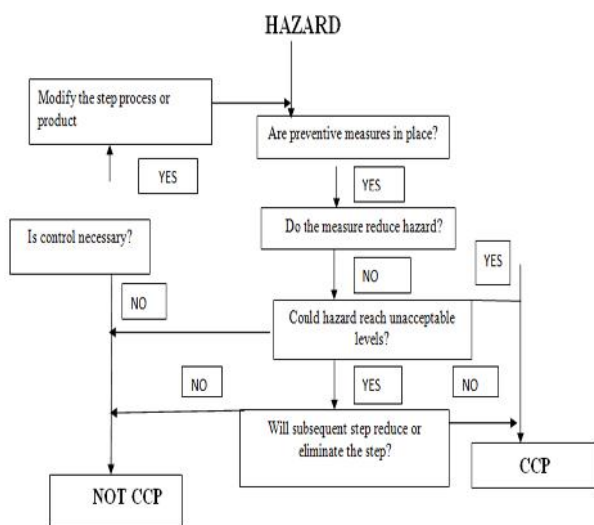 HAZARD
Modify the step process or
product
Are preventive measures in place?
YES
YES
Is control necessary?
Do the measure reduce hazard?
NO
YES
NO
Could hazard reach unacceptable
levels?
NO
YES
NO
Will subsequent step reduce or
eliminate the step?
NOT CCP
CCP